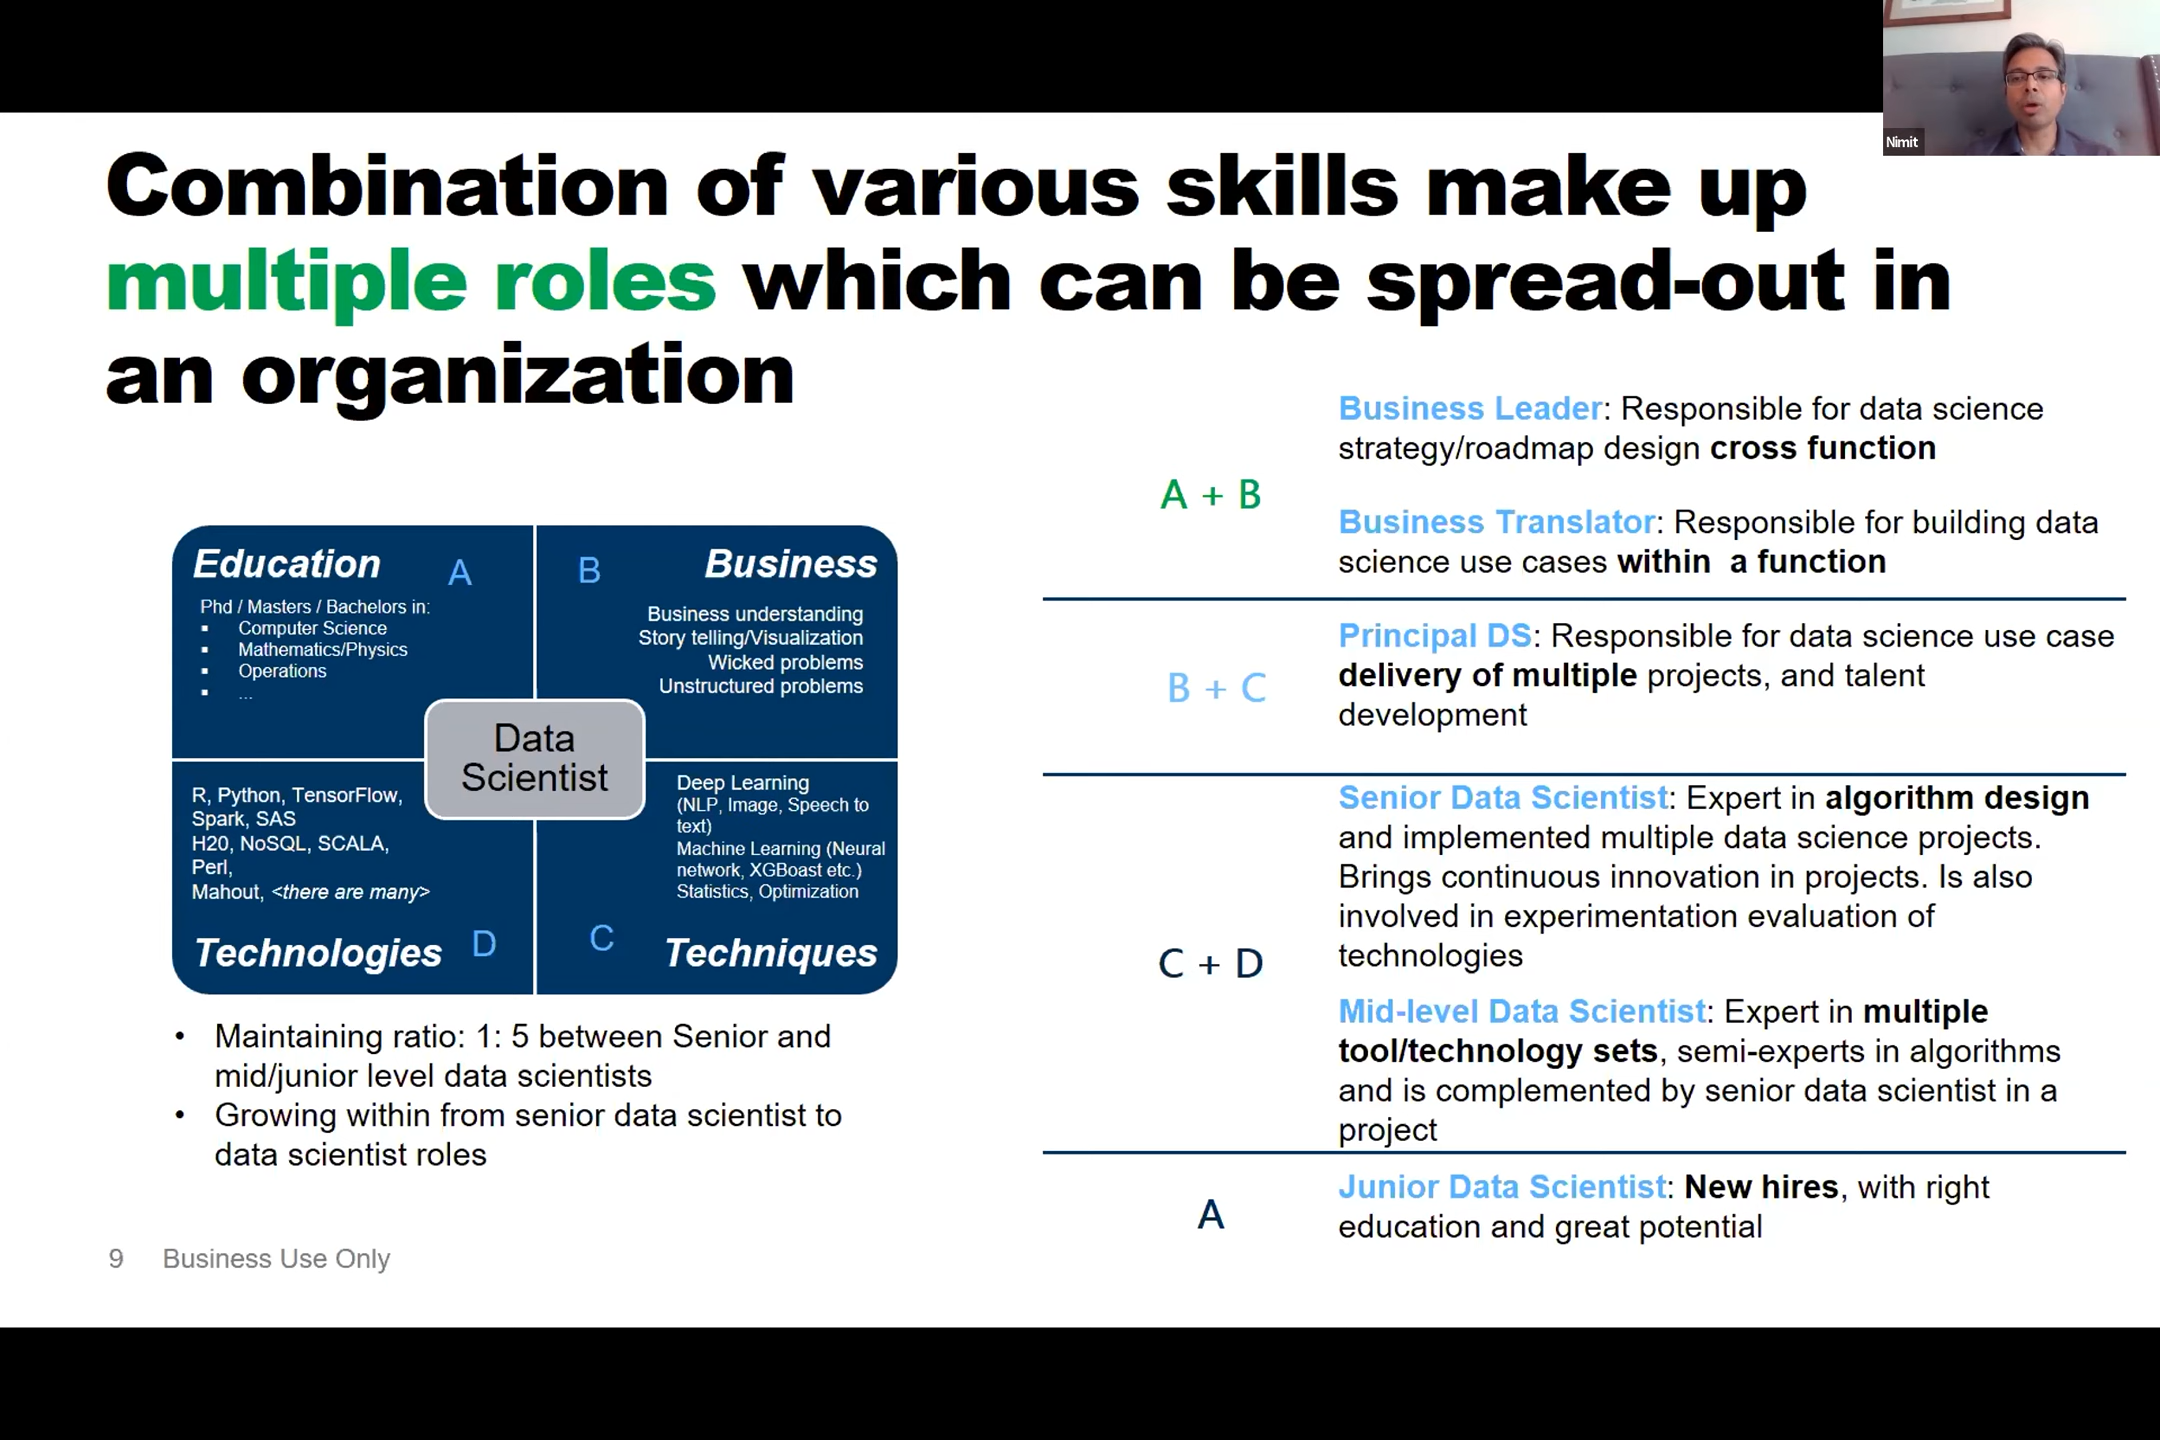 Nimit
Combination of various skills make up
multiple roles which can be spread-out in
an organization
Education
A
Phd / Masters / Bachelors in:
▪ Computer Science
▪ Mathematics/Physics
▪ Operations
▪ ...
B
Business
Business understanding
Story telling/Visualization
Wicked problems
Unstructured problems
Data
Scientist
R, Python, TensorFlow,
Spark, SAS
H20, NoSQL, SCALA,
Perl,
Mahout, <there are many>
Technologies
D
Deep Learning
(NLP, Image, Speech to
text)
Machine Learning (Neural
network, XGBoast etc.)
Statistics, Optimization
C
Techniques
• Maintaining ratio: 1: 5 between Senior and
mid/junior level data scientists
• Growing within from senior data scientist to
data scientist roles
A + B
Business Leader: Responsible for data science
strategy/roadmap design cross function
Business Translator: Responsible for building data
science use cases within  a function
B + C
Principal DS: Responsible for data science use case
delivery of multiple projects, and talent
development
C + D
Senior Data Scientist: Expert in algorithm design
and implemented multiple data science projects.
Brings continuous innovation in projects. Is also
involved in experimentation evaluation of
technologies
Mid-level Data Scientist: Expert in multiple
tool/technology sets, semi-experts in algorithms
and is complemented by senior data scientist in a
project
A
Junior Data Scientist: New hires, with right
education and great potential
9 Business Use Only